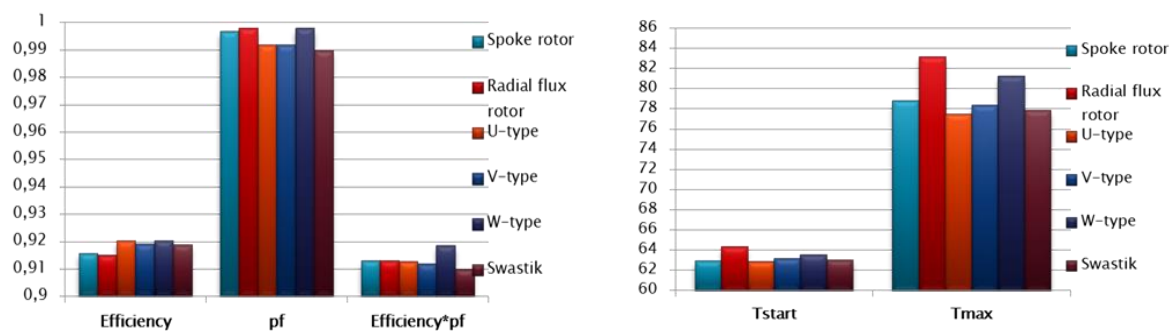 1
0,99
0,98
0,97
0,96
0,95
0,94
0,93
0,92
0,91
0,9
Efficiency
pf
Efficiency*pf
Spoke rotor
Radial flux
rotor
U-type
V-type
W-type
Swastik
86
84
82
80
78
76
74
72
70
68
66
64
62
60
Tstart
Tmax
Spoke rotor
Radial flux
rotor
U-type
V-type
W-type
Swastik